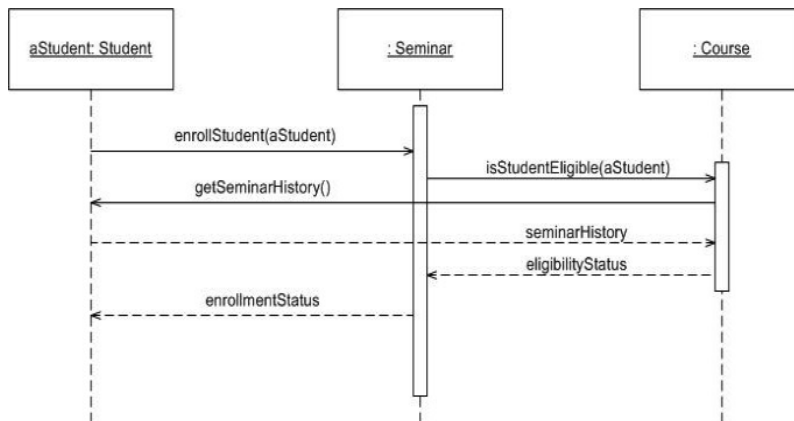 aStudent: Student
: Seminar
: Course
enrollStudent(aStudent)
isStudentEligible(aStudent)
getSeminarHistory()
seminarHistory
eligibilityStatus
enrollmentStatus